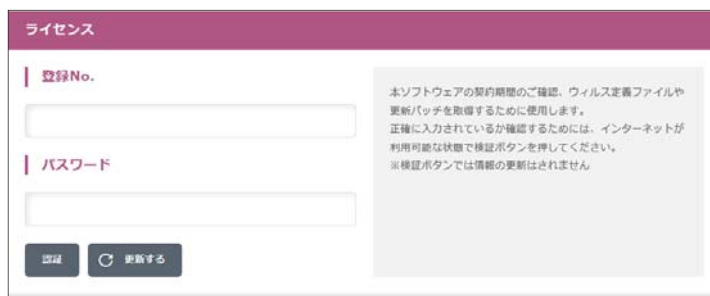 ライセンス
登録No.
パスワード
認証
更新する
本ソフトウェアの契約期間のご確認、ウィルス定義ファイルや
更新パッチを取得するために使用します。
正確に入力されているか確認するためには、インターネットが
利用可能な状態で検証ボタンを押してください。
※検証ボタンでは情報の更新はされません